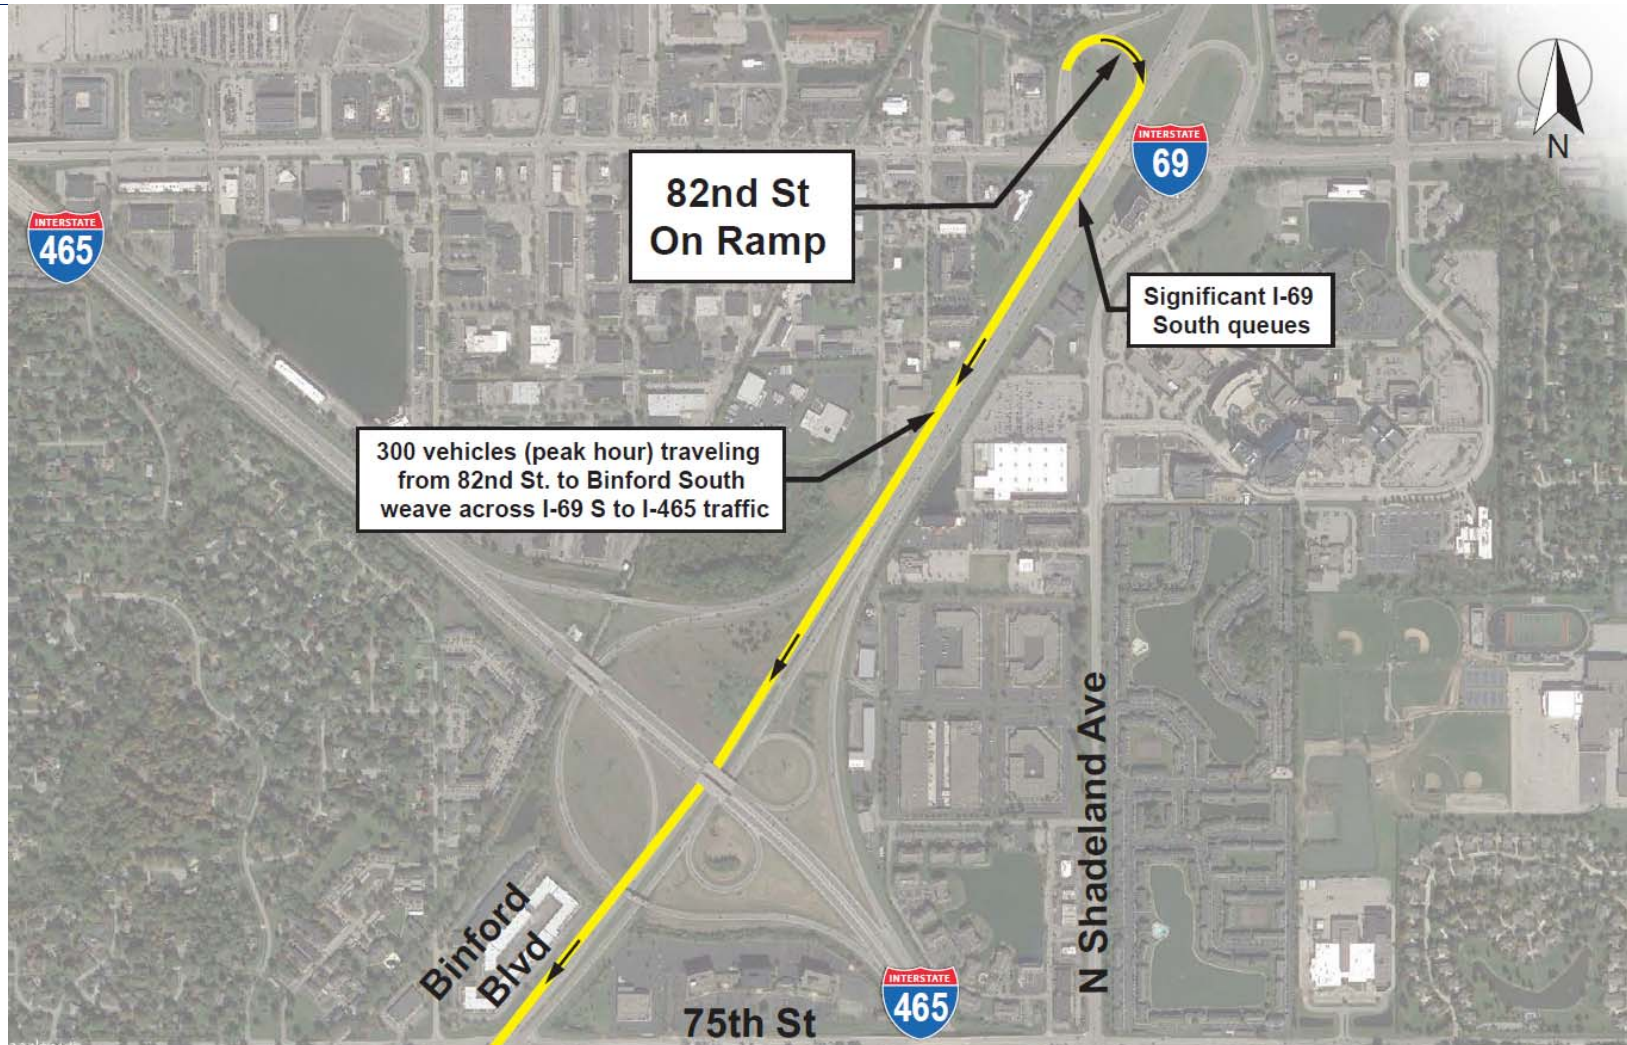 N
INTERSTATE
69
82nd St
On Ramp
INTERSTATE
465
Significant I-69
South queues
300 vehicles (peak hour) traveling
from 82nd St. to Binford South
weave across I-69 S to I-465 traffic
N Shadeland Ave
Binford
Blvd
INTERSTATE
465
75th St